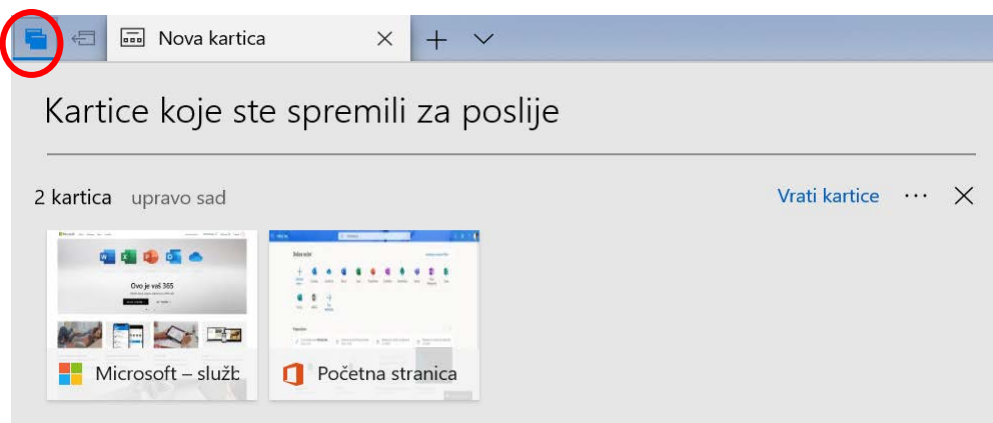 Nova kartica
Kartice koje ste spremili za poslije
2 kartica upravo sad
Vrati kartice
Ovo je vaš 365
Microsoft – služb
Početna stranica